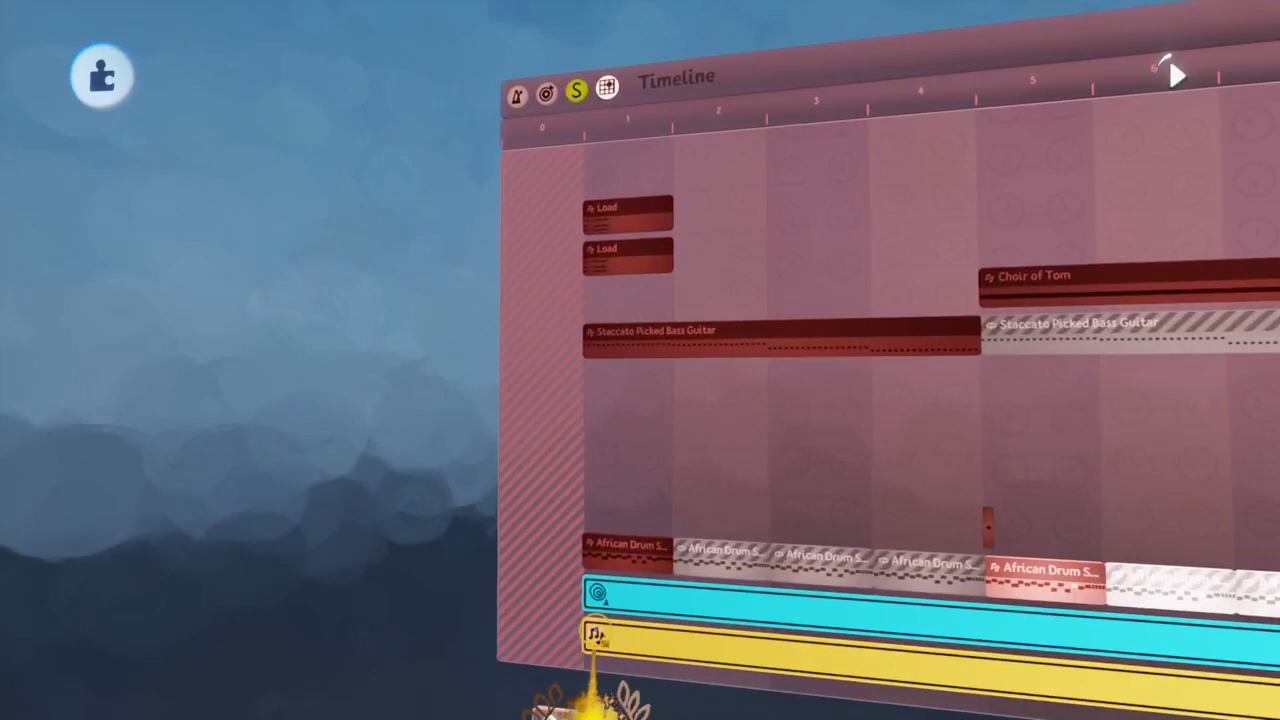 S Timeline
0 1 2 3 4 5 6
Load
Load
Choir of Tom
Staccato Picked Bass Guitar
Staccato Picked Bass Guitar
African Drum S...
African Drum S...
African Drum S...
African Drum S...
African Drum S...
A